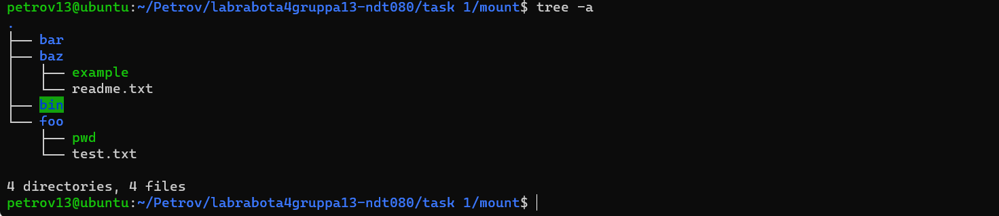 petrov13@ubuntu:~/Petrov/labrabota4gruppa13-ndt080/task 1/mount$ tree -a
.
├── bar
├── baz
│   ├── example
│   └── readme.txt
├── bin
└── foo
    ├── pwd
    └── test.txt

4 directories, 4 files
petrov13@ubuntu:~/Petrov/labrabota4gruppa13-ndt080/task 1/mount$